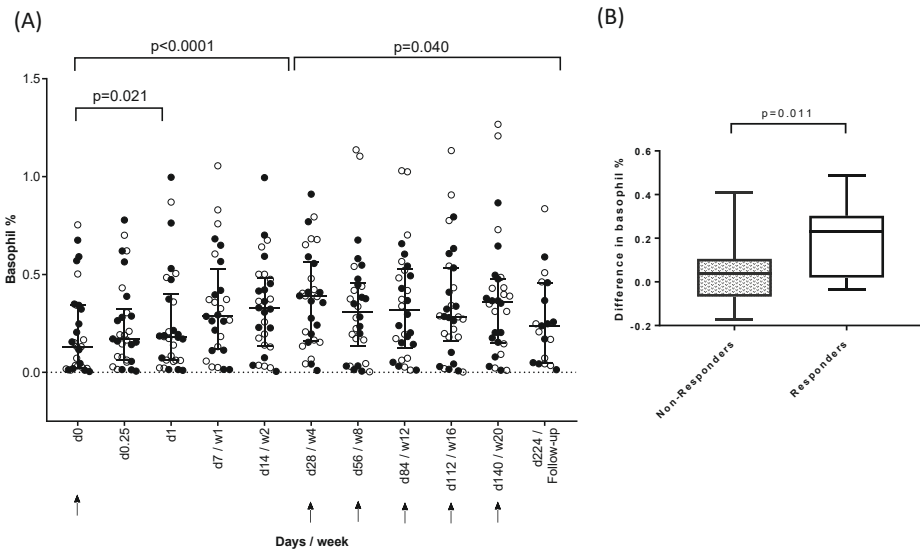 (A)
p<0.0001
p=0.040
p=0.021
1.5
1.0
0.5
0.0
Basophil %
d0
d0.25
d1
d7 / w1
d14 / w2
d28 / w4
d56 / w8
d84 / w12
d112 / w16
d140 / w20
d224 /
Follow-up
Days / week
(B)
p=0.011
0.6
0.4
0.2
0.0
-0.2
Difference in basophil %
Non-Responders
Responders